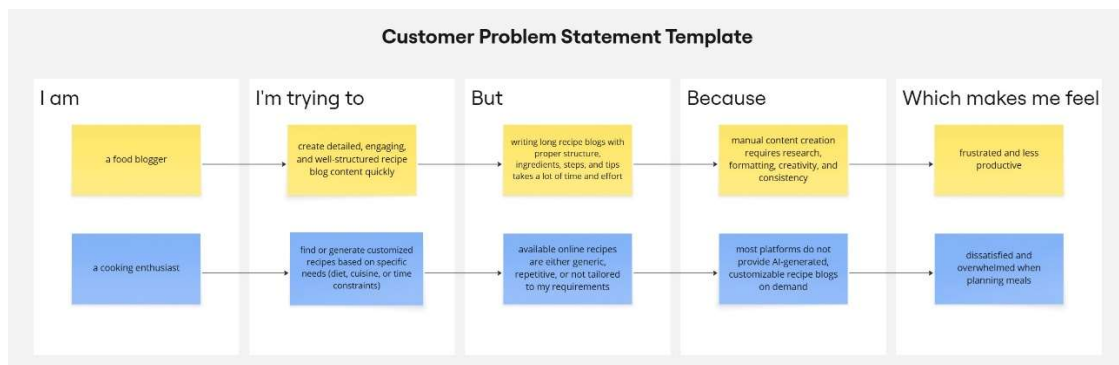 Customer Problem Statement Template
I am
I'm trying to
But
Because
Which makes me feel
a food blogger
create detailed, engaging,
and well-structured recipe
blog content quickly
writing long recipe blogs with
proper structure,
ingredients, steps, and tips
takes a lot of time and effort
manual content creation
requires research,
formatting, creativity, and
consistency
frustrated and less
productive
a cooking enthusiast
find or generate customized
recipes based on specific
needs (diet, cuisine, or time
constraints)
available online recipes
are either generic,
repetitive, or not tailored
to my requirements
most platforms do not
provide AI-generated,
customizable recipe blogs
on demand
dissatisfied and
overwhelmed when
planning meals